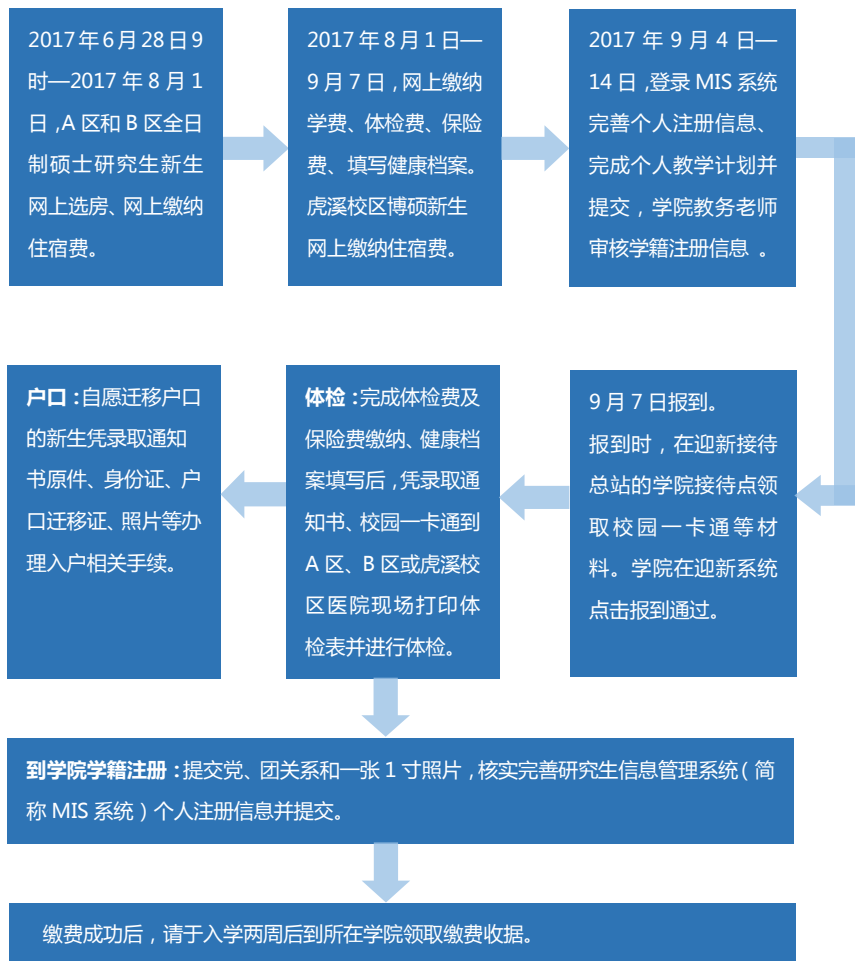 2017年6月28日9
时—2017年8月1
日,A区和B区全日
制硕士研究生新生
网上选房、网上缴纳
住宿费。
2017年8月1日—
9月7日,网上缴纳
学费、体检费、保险
费、填写健康档案。
虎溪校区博硕新生
网上缴纳住宿费。
2017年9月4日—
14日,登录MIS系统
完善个人注册信息、
完成个人教学计划并
提交,学院教务老师
审核学籍注册信息 。
9月7日报到。
报到时,在迎新接待
总站的学院接待点领
取校园一卡通等材
料。学院在迎新系统
点击报到通过。
体检:完成体检费及
保险费缴纳、健康档
案填写后,凭录取通
知书、校园一卡通到
A区、B区或虎溪校
区医院现场打印体
检表并进行体检。
户口:自愿迁移户口
的新生凭录取通知
书原件、身份证、户
口迁移证、照片等办
理入户相关手续。
到学院学籍注册:提交党、团关系和一张1寸照片,核实完善研究生信息管理系统(简
称MIS系统)个人注册信息并提交。
缴费成功后,请于入学两周后到所在学院领取缴费收据。